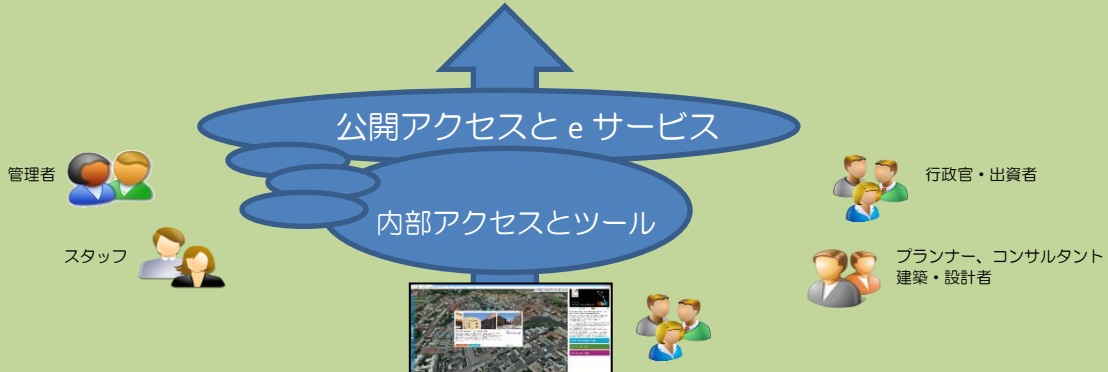 公開アクセスと e サービス
管理者
行政官・出資者
内部アクセスとツール
スタッフ
プランナー、コンサルタント
建築・設計者